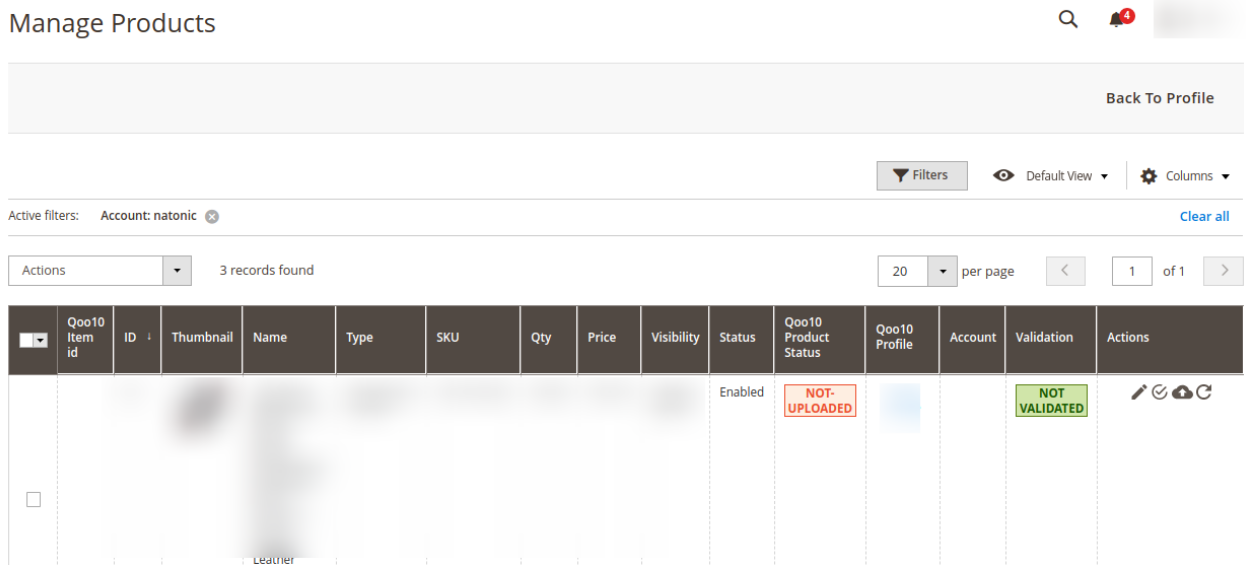 Manage Products
4
Back To Profile
Filters
Default View
Columns
Active filters:
Account: natonic
Clear all
Actions
3 records found
20
per page
1
of 1
Qoo10 Item id
ID ↓
Thumbnail
Name
Type
SKU
Qty
Price
Visibility
Status
Qoo10 Product Status
Qoo10 Profile
Account
Validation
Actions
Enabled
NOT-
UPLOADED
NOT
VALIDATED
Leather